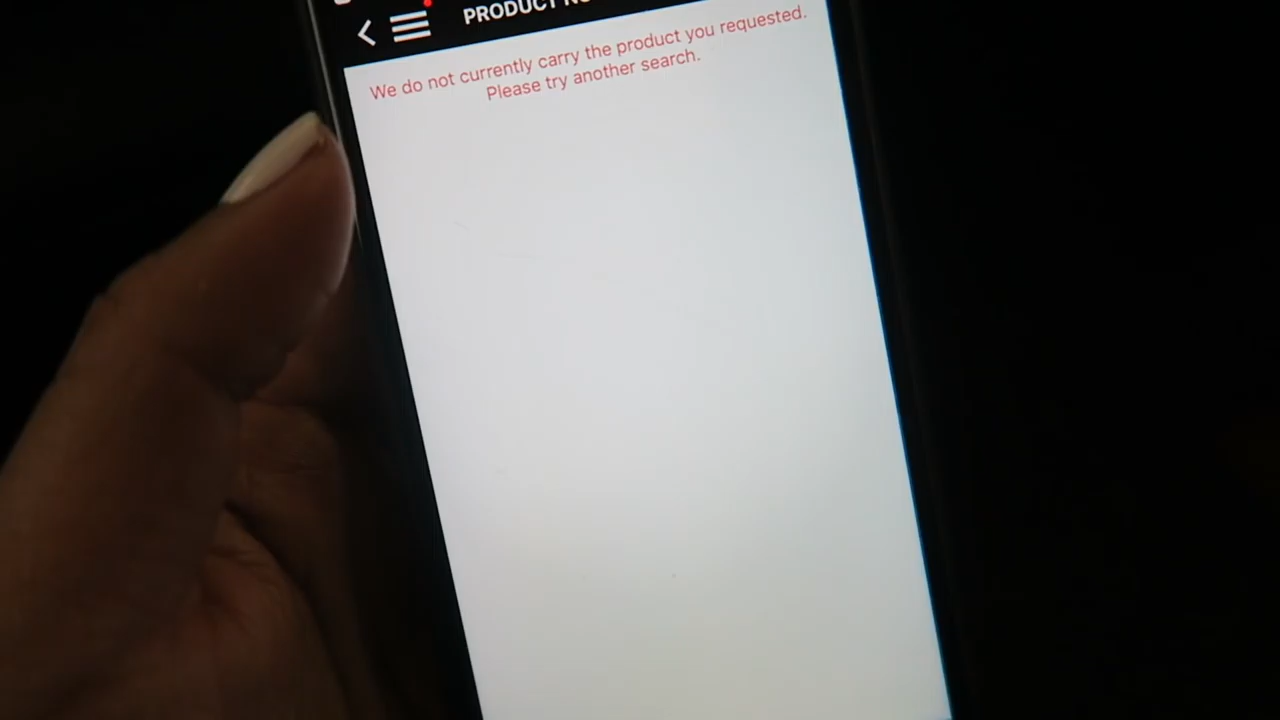 PRODUCT
We do not currently carry the product you requested.
Please try another search.